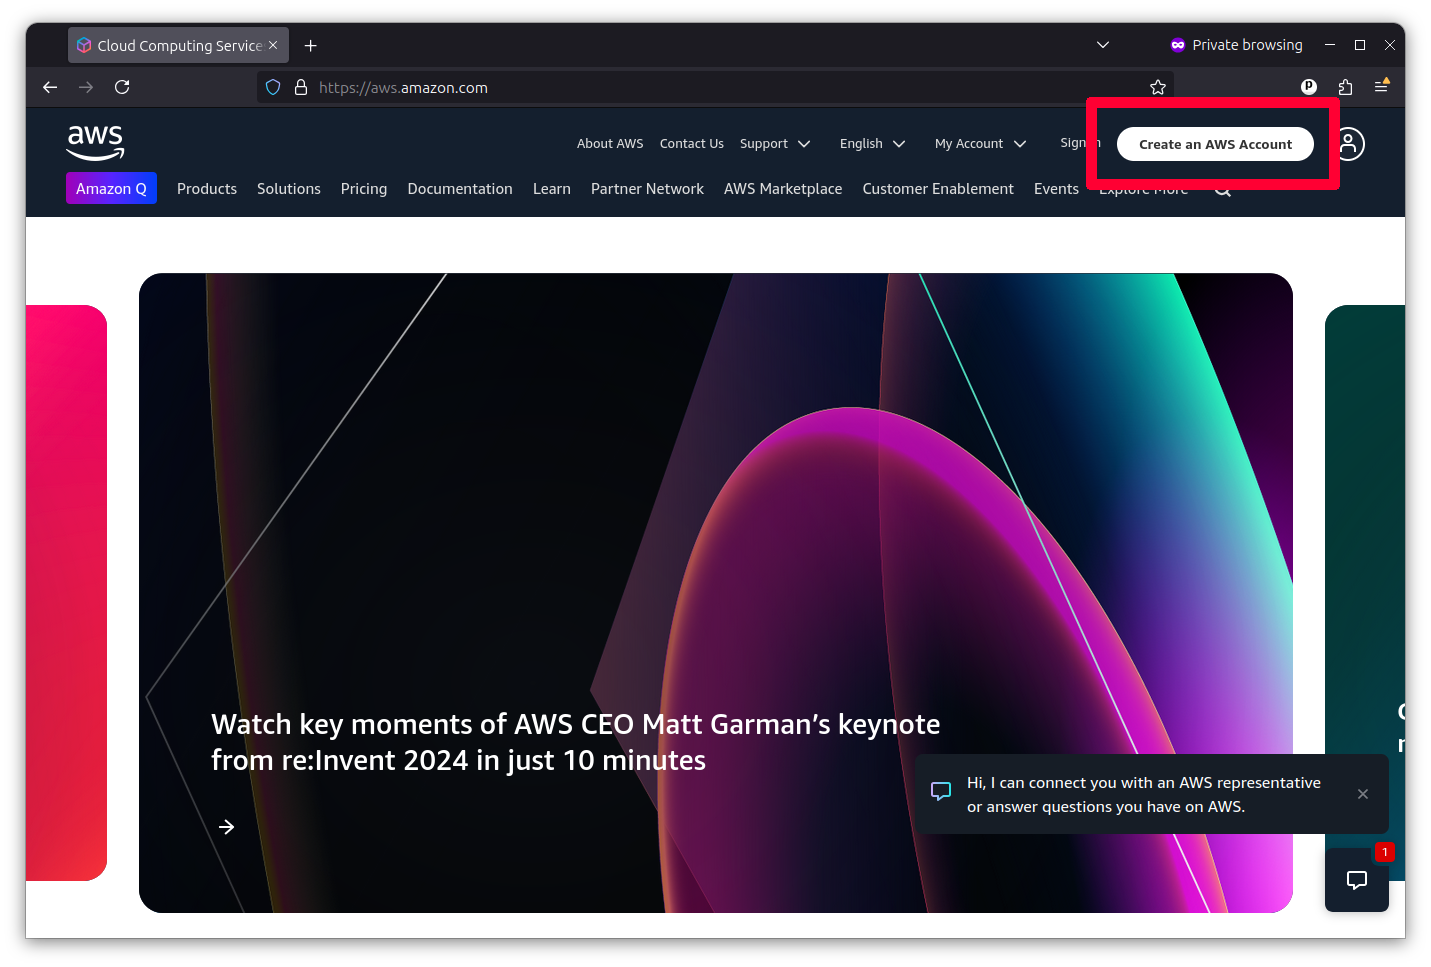 Cloud Computing Service
Private browsing
https://aws.amazon.com
aws
About AWS Contact Us Support English My Account Sign Create an AWS Account
Amazon Q Products Solutions Pricing Documentation Learn Partner Network AWS Marketplace Customer Enablement Events Explore More
Watch key moments of AWS CEO Matt Garman’s keynote
from re:Invent 2024 in just 10 minutes
Hi, I can connect you with an AWS representative
or answer questions you have on AWS.
1